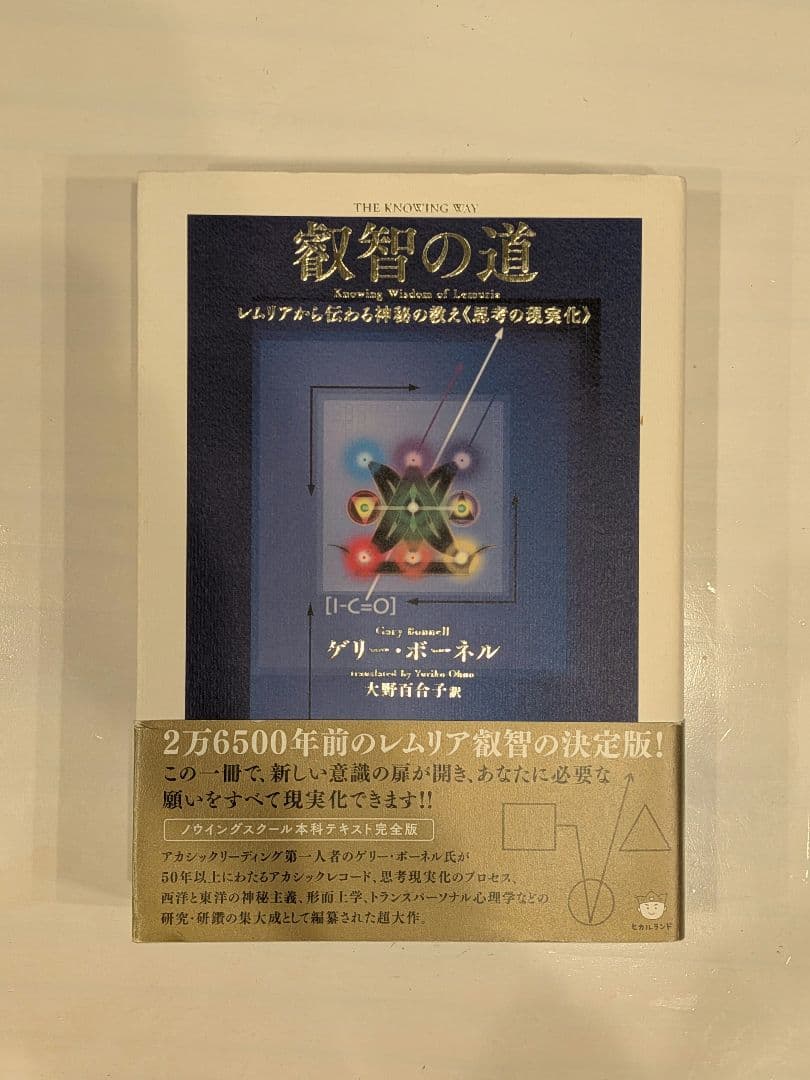 THE KNOWING WAY
叡智の道
Knowing Wisdom of Lemuria
レムリアから伝わる神秘の教え《思考の現実化》
[I-C=O]
Gary Bonnell
ゲリー・ボーネル
translated by Yuriko Ohno
大野百合子 訳
2万6500年前のレムリア叡智の決定版!
この一冊で、新しい意識の扉が開き、あなたに必要な
願いをすべて現実化できます!!
ノウイングスクール本科テキスト完全版
アカシックリーディング第一人者のゲリー・ボーネル氏が
50年以上にわたるアカシックレコード、思考現実化のプロセス、
西洋と東洋の神秘主義、形而上学、トランスパーソナル心理学などの
研究・研鑽の集大成として編纂された超大作。
ヒカルランド